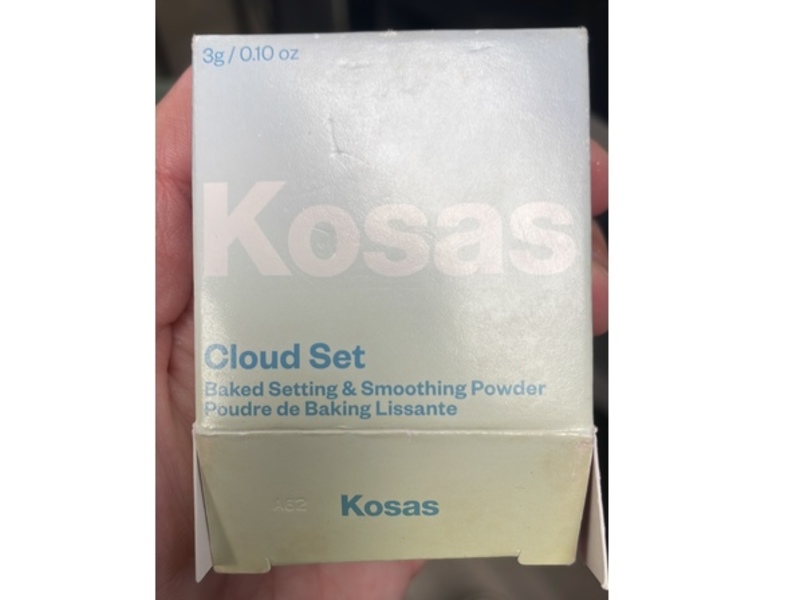 3g / 0.10 oz
Kosas
Cloud Set
Baked Setting & Smoothing Powder
Poudre de Baking Lissante
A62 Kosas